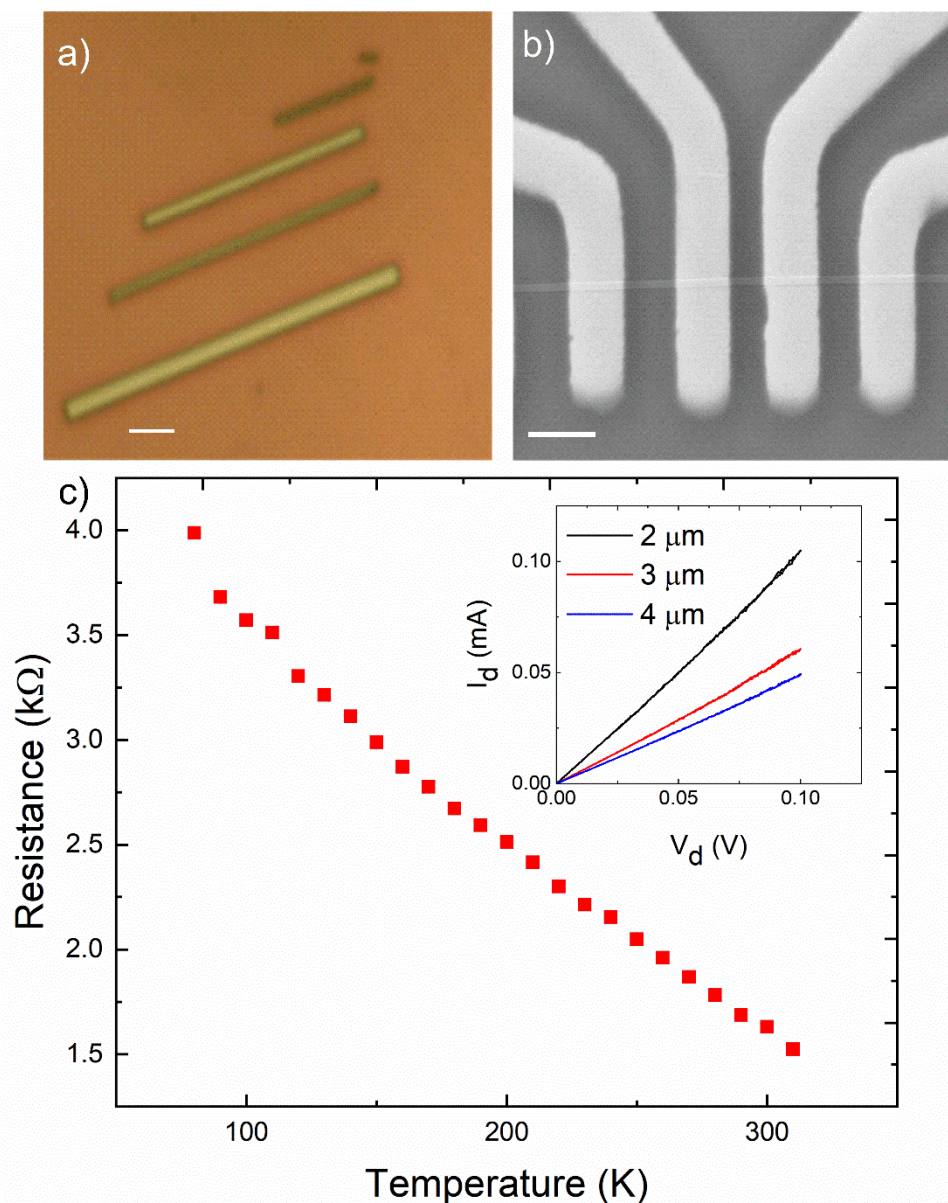 a)
b)
c)
4.0
3.5
3.0
2.5
2.0
1.5
Resistance (kΩ)
100
200
300
Temperature (K)
2 μm
3 μm
4 μm
0.10
0.05
0.00
I_d (mA)
0.00
0.05
0.10
V_d (V)